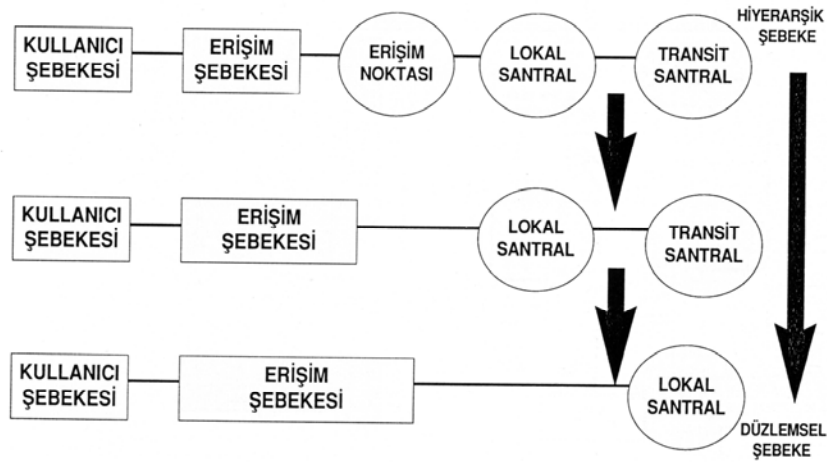 KULLANICI
ŞEBEKESİ
ERİŞİM
ŞEBEKESİ
ERİŞİM
NOKTASI
LOKAL
SANTRAL
TRANSİT
SANTRAL
HİYERARŞİK
ŞEBEKE
KULLANICI
ŞEBEKESİ
ERİŞİM
ŞEBEKESİ
LOKAL
SANTRAL
TRANSİT
SANTRAL
KULLANICI
ŞEBEKESİ
ERİŞİM
ŞEBEKESİ
LOKAL
SANTRAL
DÜZLEMSEL
ŞEBEKE